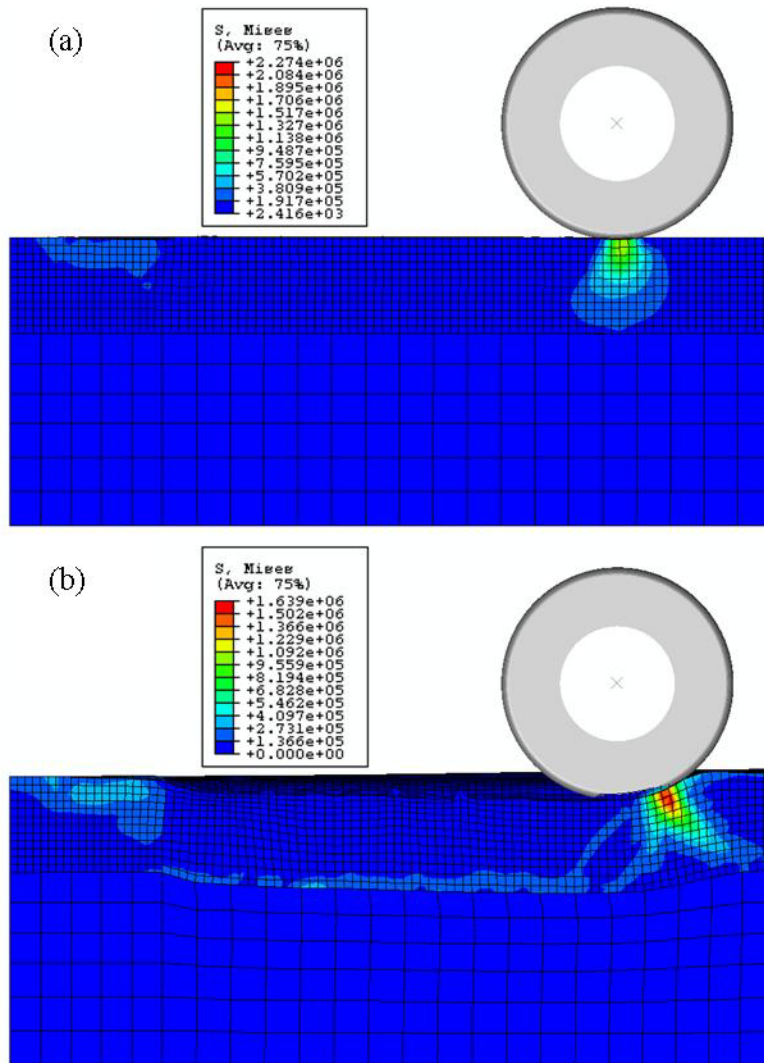 (a)
S, Mises
(Avg: 75%)
+2.274e+06
+2.084e+06
+1.895e+06
+1.706e+06
+1.517e+06
+1.327e+06
+1.138e+06
+9.487e+05
+7.595e+05
+5.702e+05
+3.809e+05
+1.917e+05
+2.416e+03
(b)
S, Mises
(Avg: 75%)
+1.639e+06
+1.502e+06
+1.366e+06
+1.229e+06
+1.092e+06
+9.559e+05
+8.194e+05
+6.828e+05
+5.462e+05
+4.097e+05
+2.731e+05
+1.366e+05
+0.000e+00